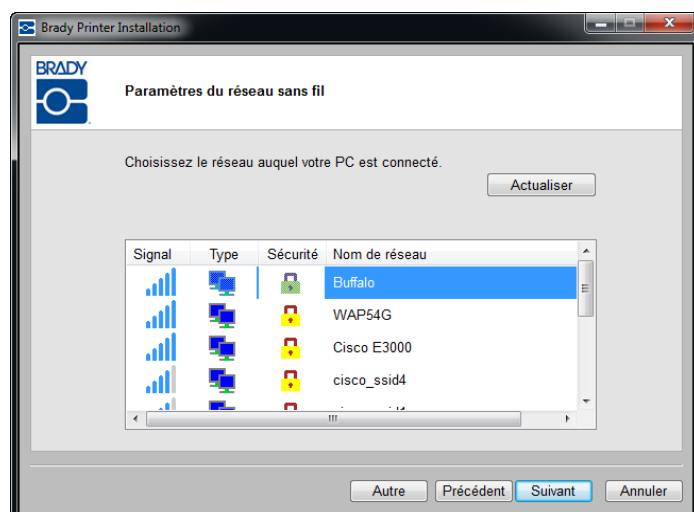 Brady Printer Installation
BRADY
Paramètres du réseau sans fil
Choisissez le réseau auquel votre PC est connecté.
Actualiser
Signal Type Sécurité Nom de réseau
Buffalo
WAP54G
Cisco E3000
cisco_ssid4
Autre Précédent Suivant Annuler